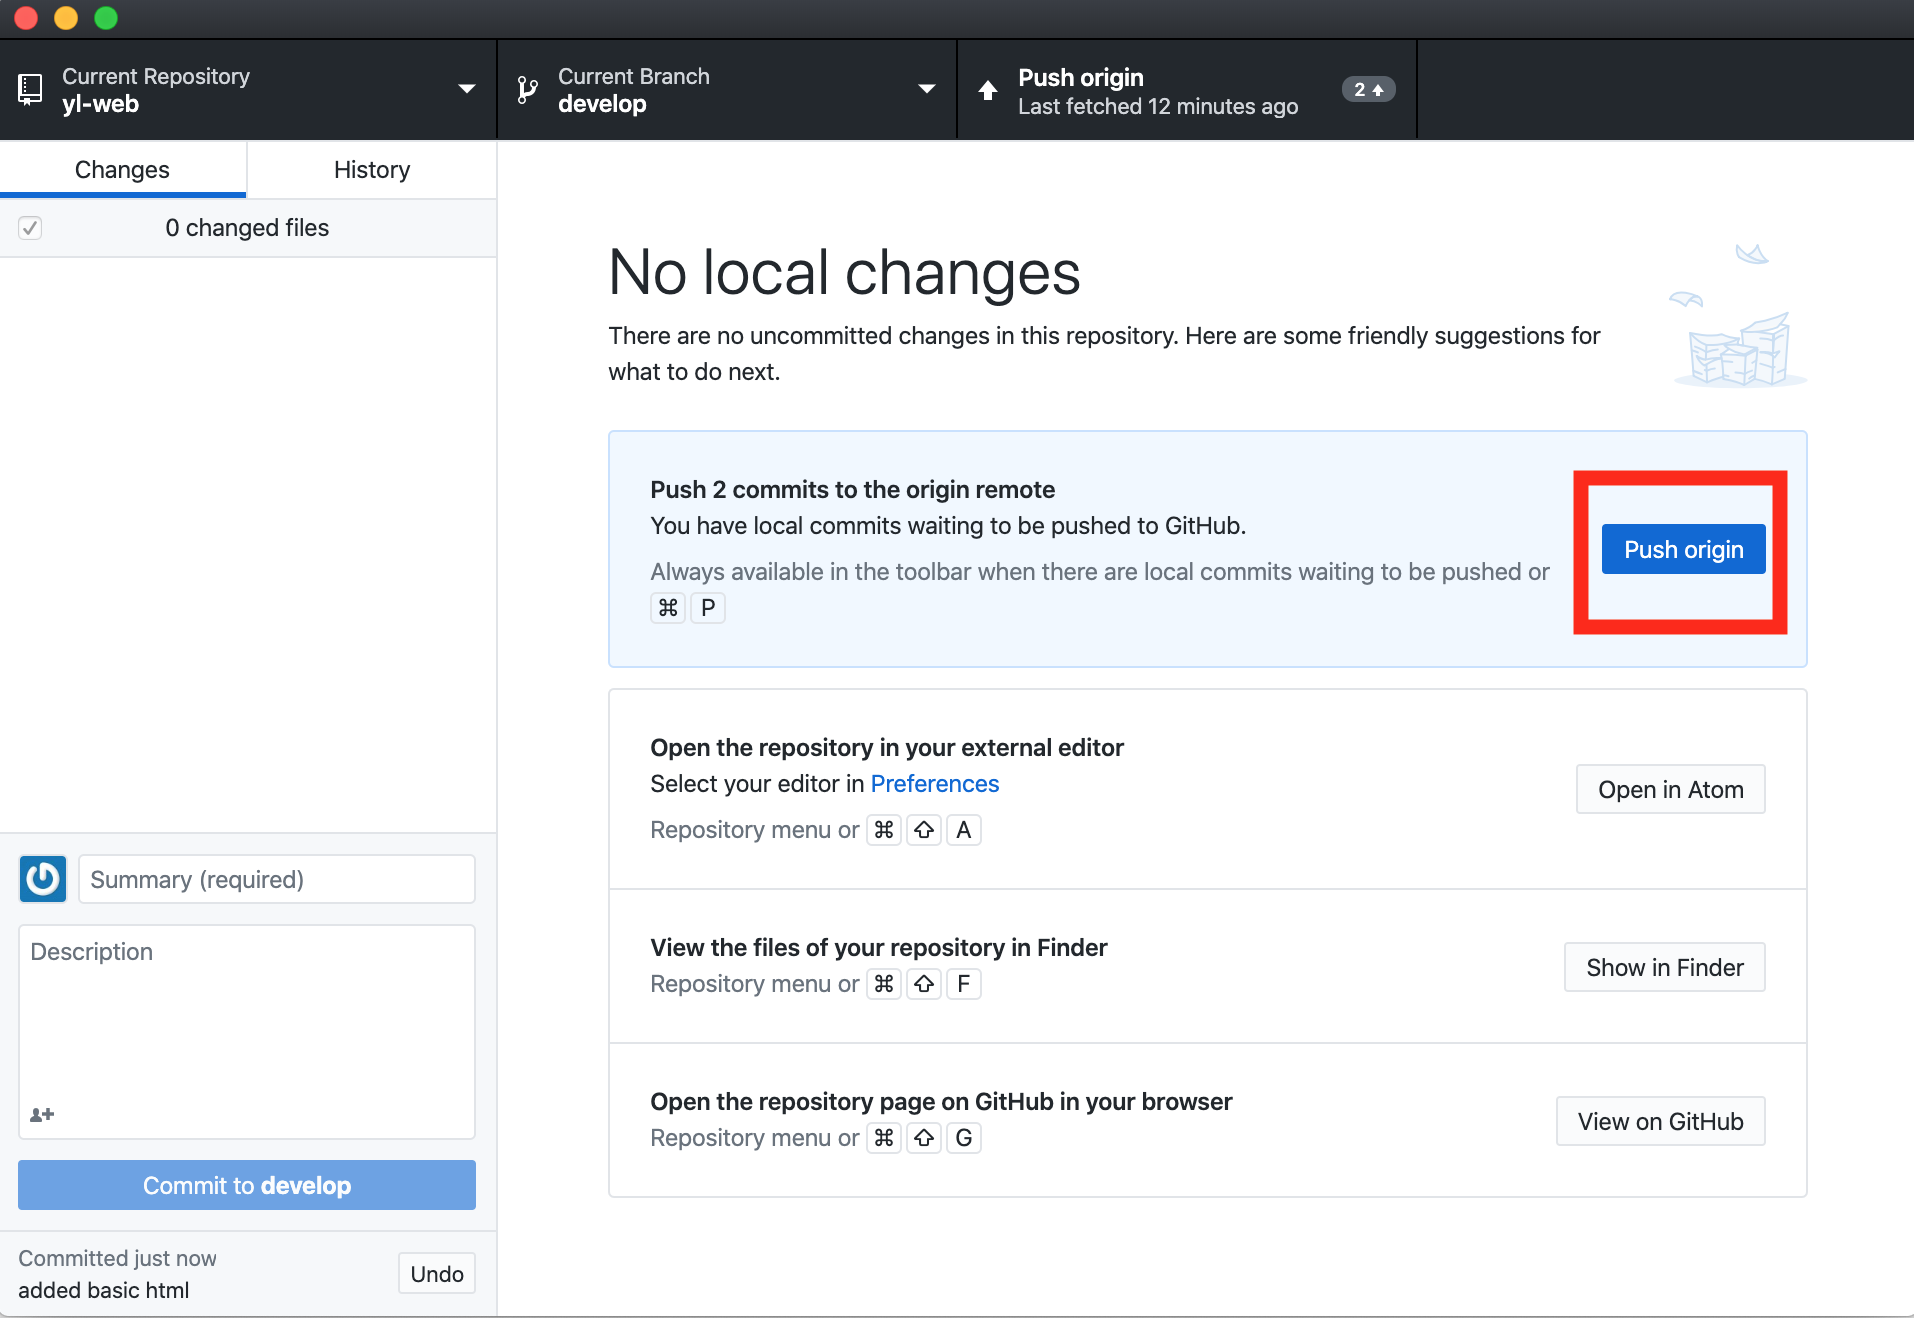 Current Repository
yl-web
Current Branch
develop
Push origin
Last fetched 12 minutes ago
2
Changes
History
0 changed files
No local changes
There are no uncommitted changes in this repository. Here are some friendly suggestions for
what to do next.
Push 2 commits to the origin remote
You have local commits waiting to be pushed to GitHub.
Always available in the toolbar when there are local commits waiting to be pushed or
⌘ P
Push origin
Open the repository in your external editor
Select your editor in Preferences
Repository menu or ⌘ ⇧ A
Open in Atom
View the files of your repository in Finder
Repository menu or ⌘ ⇧ F
Show in Finder
Open the repository page on GitHub in your browser
Repository menu or ⌘ ⇧ G
View on GitHub
Summary (required)
Description
Commit to develop
Committed just now
added basic html
Undo